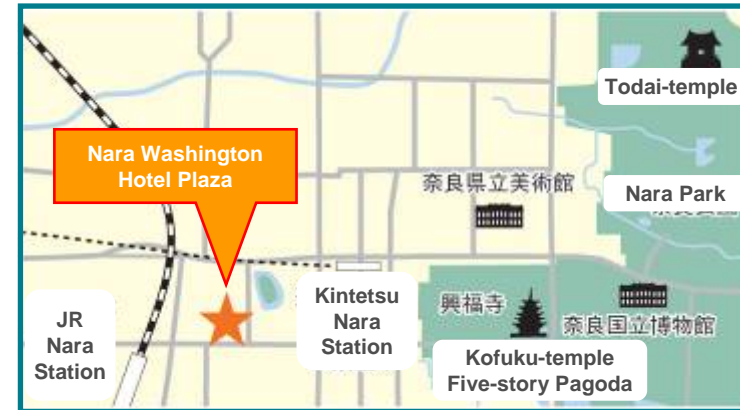 Todai-temple
Nara Washington
Hotel Plaza
奈良県立美術館
Nara Park
Kintetsu
Nara
Station
興福寺
奈良国立博物館
JR
Nara
Station
Kofuku-temple
Five-story Pagoda